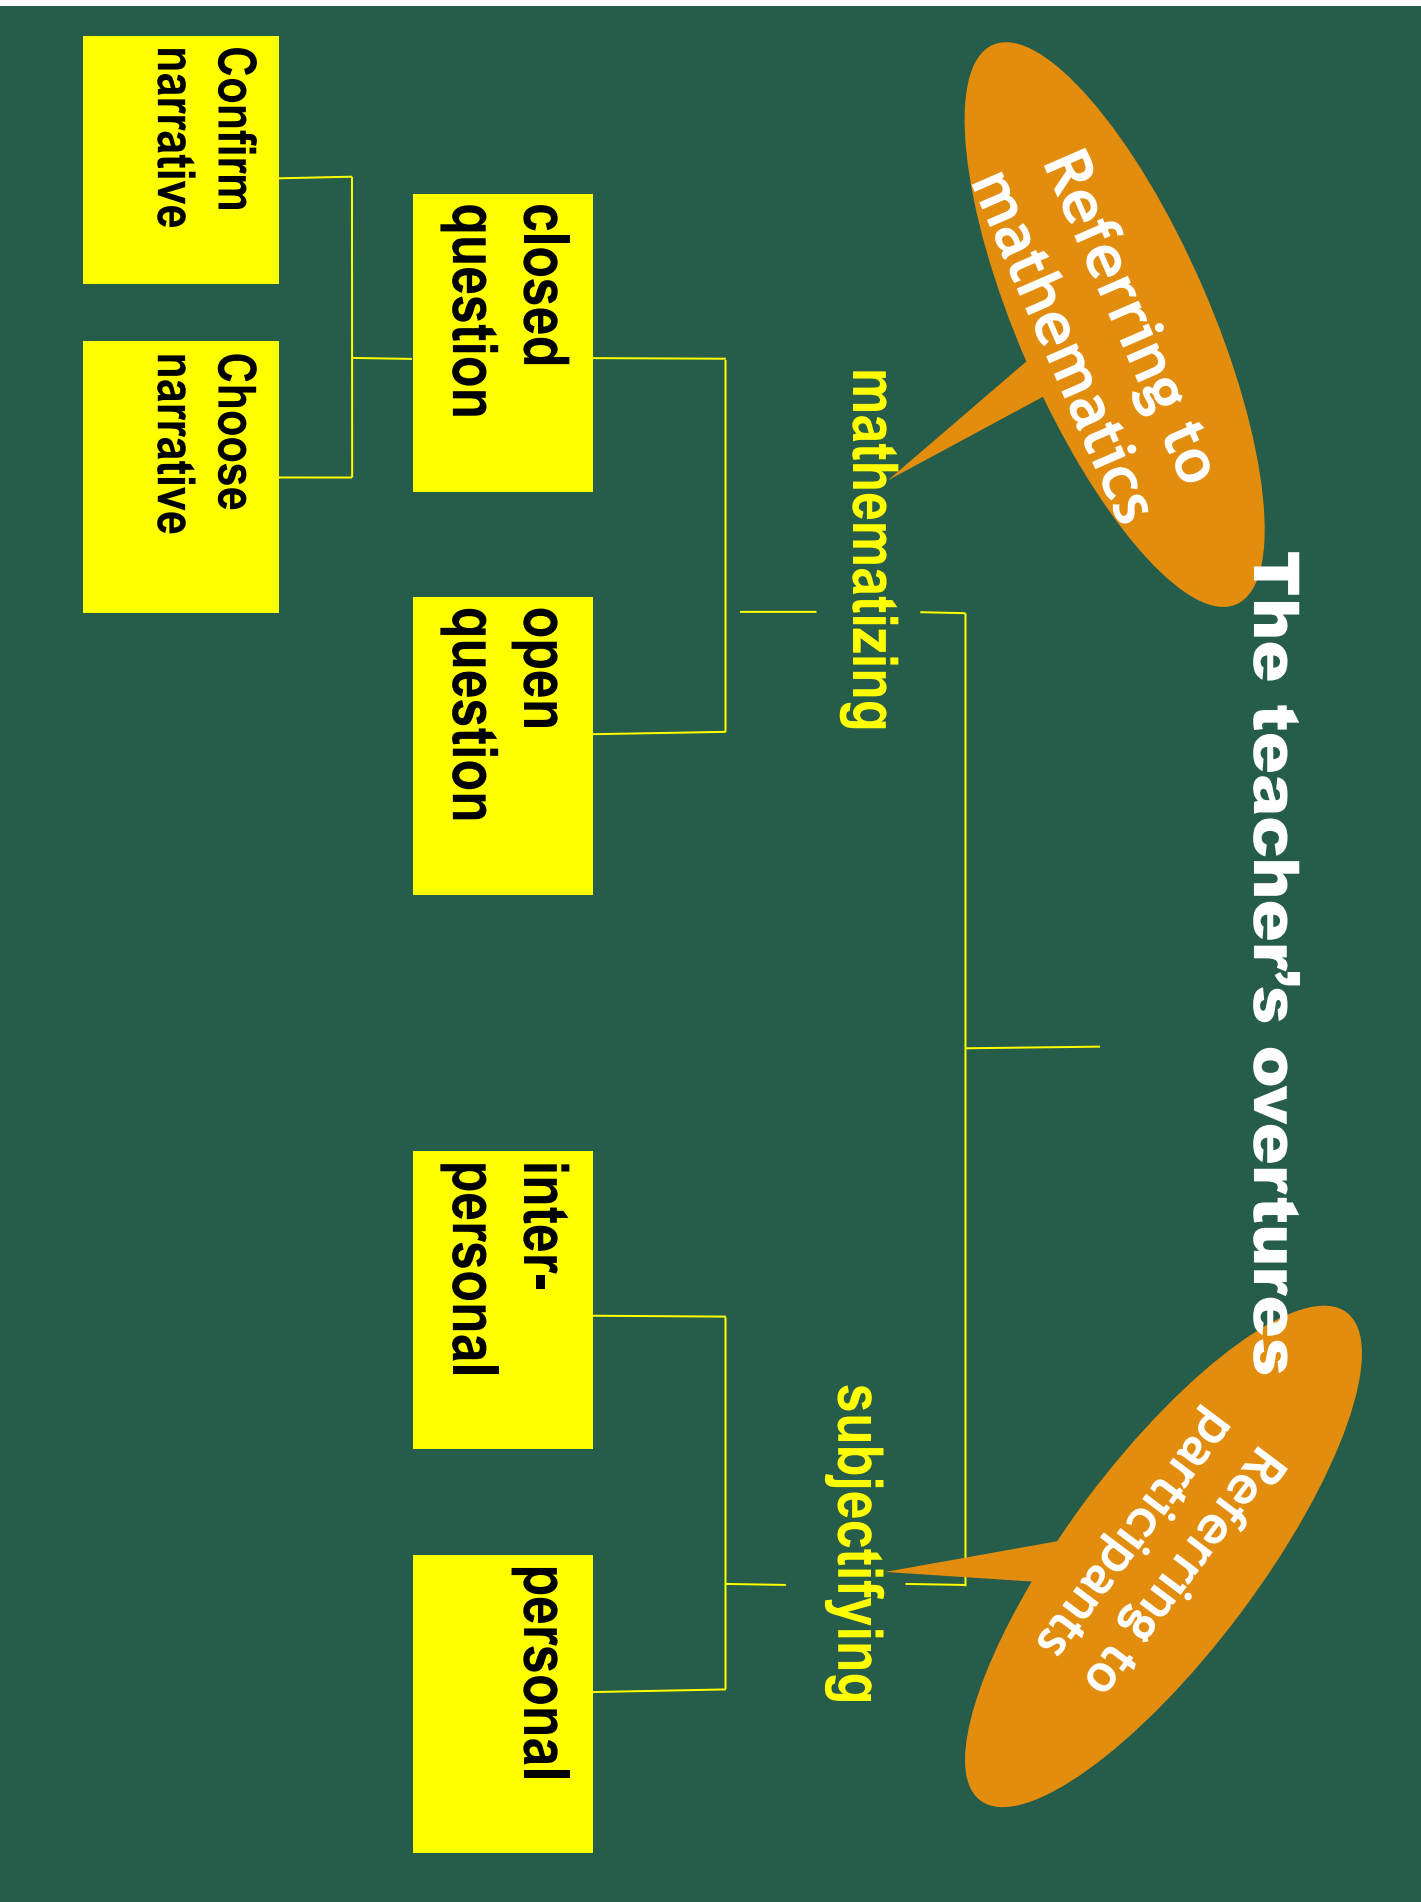 The teacher’s overtures
Referring to
mathematics
Referring to
participants
mathematizing
subjectifying
closed
question
open
question
inter-
personal
personal
Confirm
narrative
Choose
narrative